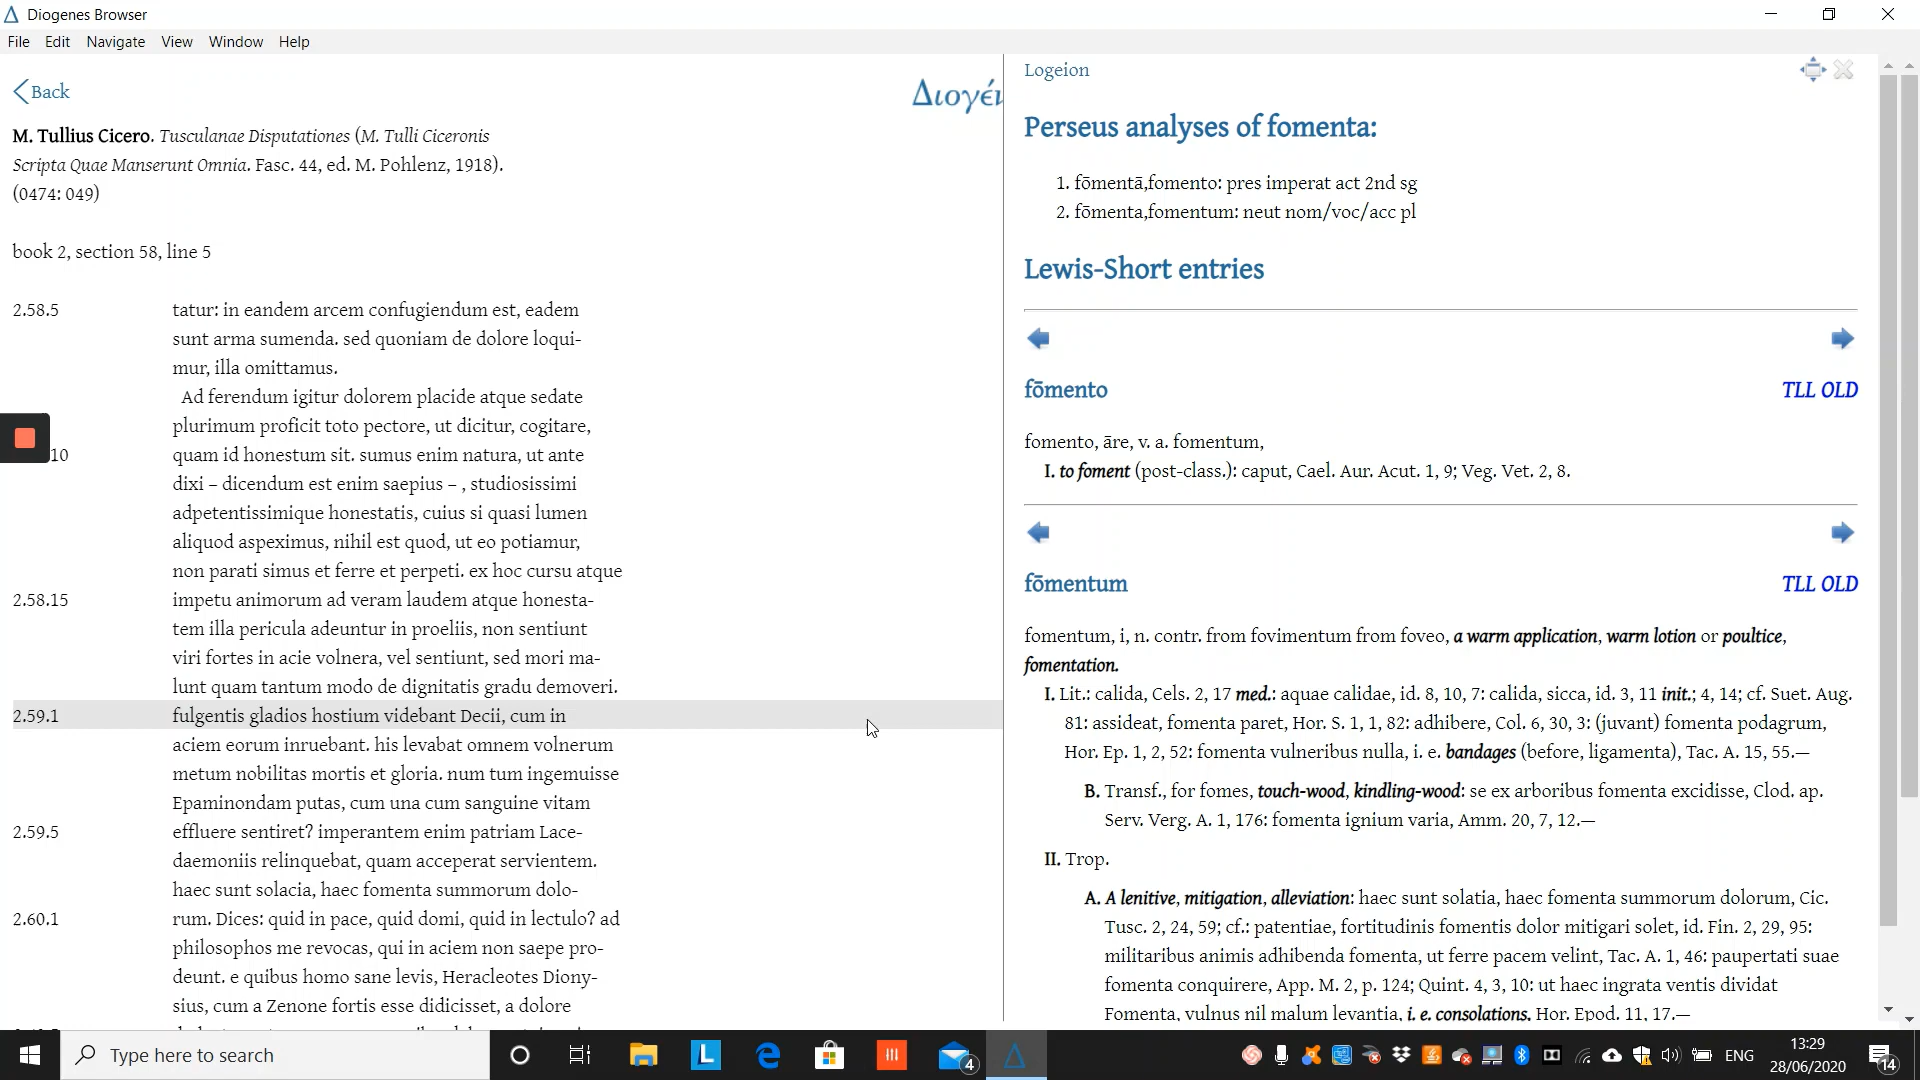 Diogenes Browser
File Edit Navigate View Window Help
Back
M. Tullius Cicero. Tusculanae Disputationes (M. Tulli Ciceronis
Scripta Quae Manserunt Omnia. Fasc. 44, ed. M. Pohlenz, 1918).
(0474: 049)
book 2, section 58, line 5
2.58.5 tatur: in eandem arcem confugiendum est, eadem
sunt arma sumenda. sed quoniam de dolore loqui-
mur, illa omittamus.
Ad ferendum igitur dolorem placide atque sedate
plurimum proficit toto pectore, ut dicitur, cogitare,
10 quam id honestum sit. sumus enim natura, ut ante
dixi – dicendum est enim saepius – , studiosissimi
adpetentissimique honestatis, cuius si quasi lumen
aliquod aspeximus, nihil est quod, ut eo potiamur,
non parati simus et ferre et perpeti. ex hoc cursu atque
2.58.15 impetu animorum ad veram laudem atque honesta-
tem illa pericula adeuntur in proeliis, non sentiunt
viri fortes in acie volnera, vel sentiunt, sed mori ma-
lunt quam tantum modo de dignitatis gradu demoveri.
2.59.1 fulgentis gladios hostium videbant Decii, cum in
aciem eorum inruebant. his levabat omnem volnerum
metum nobilitas mortis et gloria. num tum ingemuisse
Epaminondam putas, cum una cum sanguine vitam
2.59.5 effluere sentiret? imperantem enim patriam Lace-
daemoniis relinquebat, quam acceperat servientem.
haec sunt solacia, haec fomenta summorum dolo-
2.60.1 rum. Dices: quid in pace, quid domi, quid in lectulo? ad
philosophos me revocas, qui in aciem non saepe pro-
deunt. e quibus homo sane levis, Heracleotes Diony-
sius, cum a Zenone fortis esse didicisset, a dolore
Διογέν
Logeion
Perseus analyses of fomenta:
1. fōmentā,fomento: pres imperat act 2nd sg
2. fōmenta,fomentum: neut nom/voc/acc pl
Lewis-Short entries
fōmento TLL OLD
fomento, āre, v. a. fomentum,
I. to foment (post-class.): caput, Cael. Aur. Acut. 1, 9; Veg. Vet. 2, 8.
fōmentum TLL OLD
fomentum, i, n. contr. from fovimentum from foveo, a warm application, warm lotion or poultice,
fomentation.
I. Lit.: calida, Cels. 2, 17 med.: aquae calidae, id. 8, 10, 7: calida, sicca, id. 3, 11 init.; 4, 14; cf. Suet. Aug.
81: assideat, fomenta paret, Hor. S. 1, 1, 82: adhibere, Col. 6, 30, 3: (juvant) fomenta podagrum,
Hor. Ep. 1, 2, 52: fomenta vulneribus nulla, i. e. bandages (before, ligamenta), Tac. A. 15, 55.—
B. Transf., for fomes, touch-wood, kindling-wood: se ex arboribus fomenta excidisse, Clod. ap.
Serv. Verg. A. 1, 176: fomenta ignium varia, Amm. 20, 7, 12.—
II. Trop.
A. A lenitive, mitigation, alleviation: haec sunt solatia, haec fomenta summorum dolorum, Cic.
Tusc. 2, 24, 59; cf.: patentiae, fortitudinis fomentis dolor mitigari solet, id. Fin. 2, 29, 95:
militaribus animis adhibenda fomenta, ut ferre pacem velint, Tac. A. 1, 46: paupertati suae
fomenta conquirere, App. M. 2, p. 124; Quint. 4, 3, 10: ut haec ingrata ventis dividat
Fomenta, vulnus nil malum levantia, i. e. consolations. Hor. Epod. 11, 17.—
Type here to search
L
4
ENG
13:29
28/06/2020
14